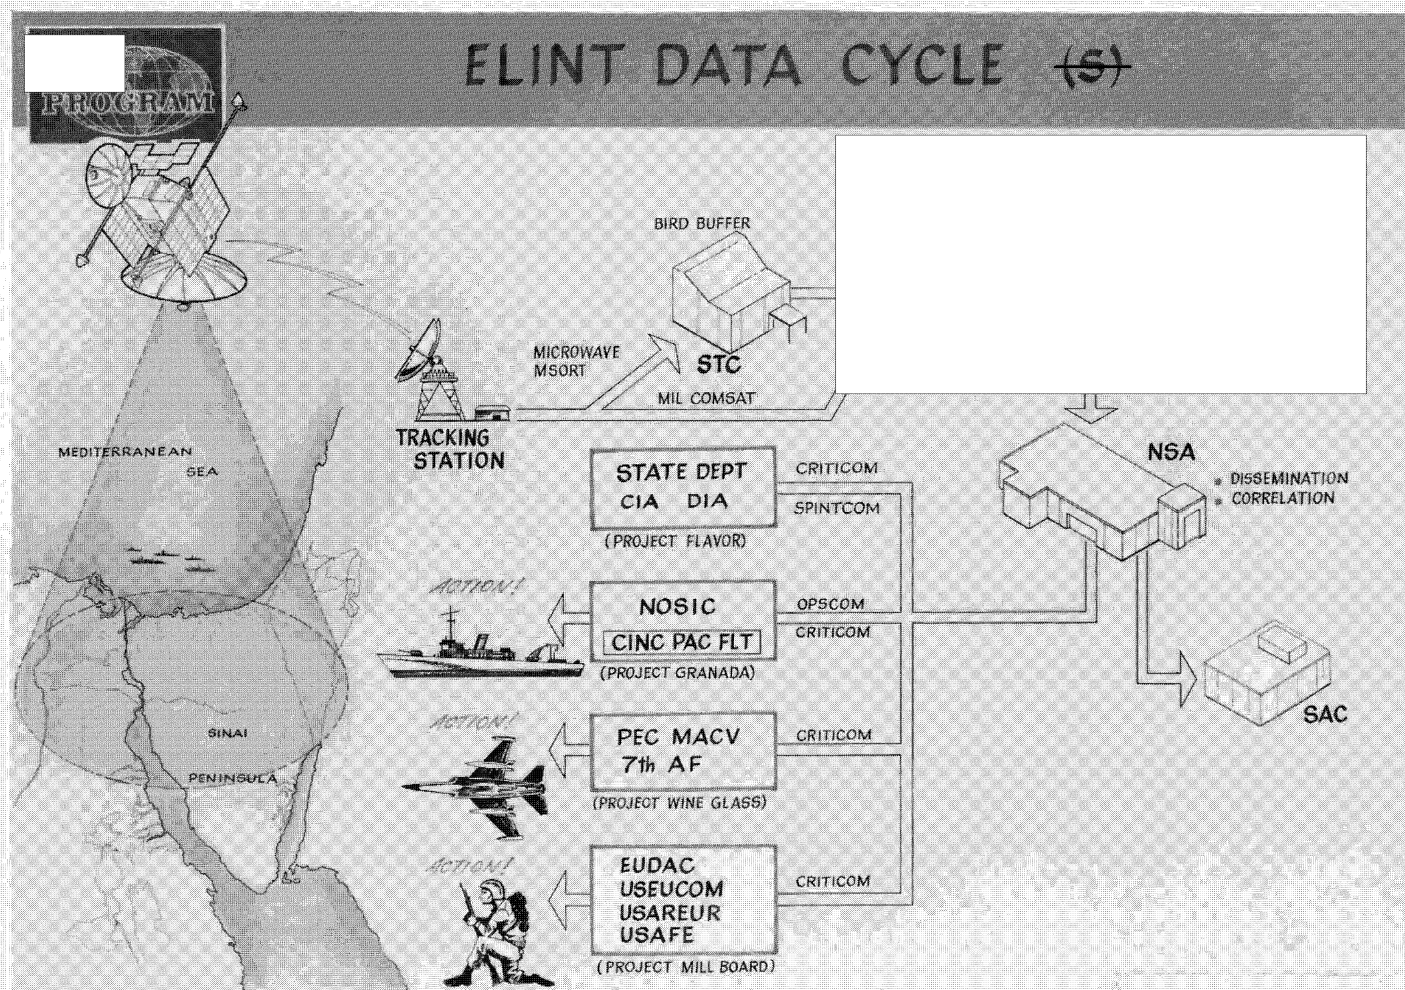 ELINT DATA CYCLE (S)
PROGRAM
BIRD BUFFER
STC
MICROWAVE
MSORT
MIL COMSAT
TRACKING
STATION
MEDITERRANEAN
SEA
SINAI
PENINSULA
NSA
• DISSEMINATION
• CORRELATION
SAC
STATE DEPT
CIA DIA
(PROJECT FLAVOR)
CRITICOM
SPINTCOM
ACTION!
NOSIC
CINC PAC FLT
(PROJECT GRANADA)
OPSCOM
CRITICOM
ACTION!
PEC MACV
7th AF
(PROJECT WINE GLASS)
CRITICOM
ACTION!
EUDAC
USEUCOM
USAREUR
USAFE
(PROJECT MILL BOARD)
CRITICOM